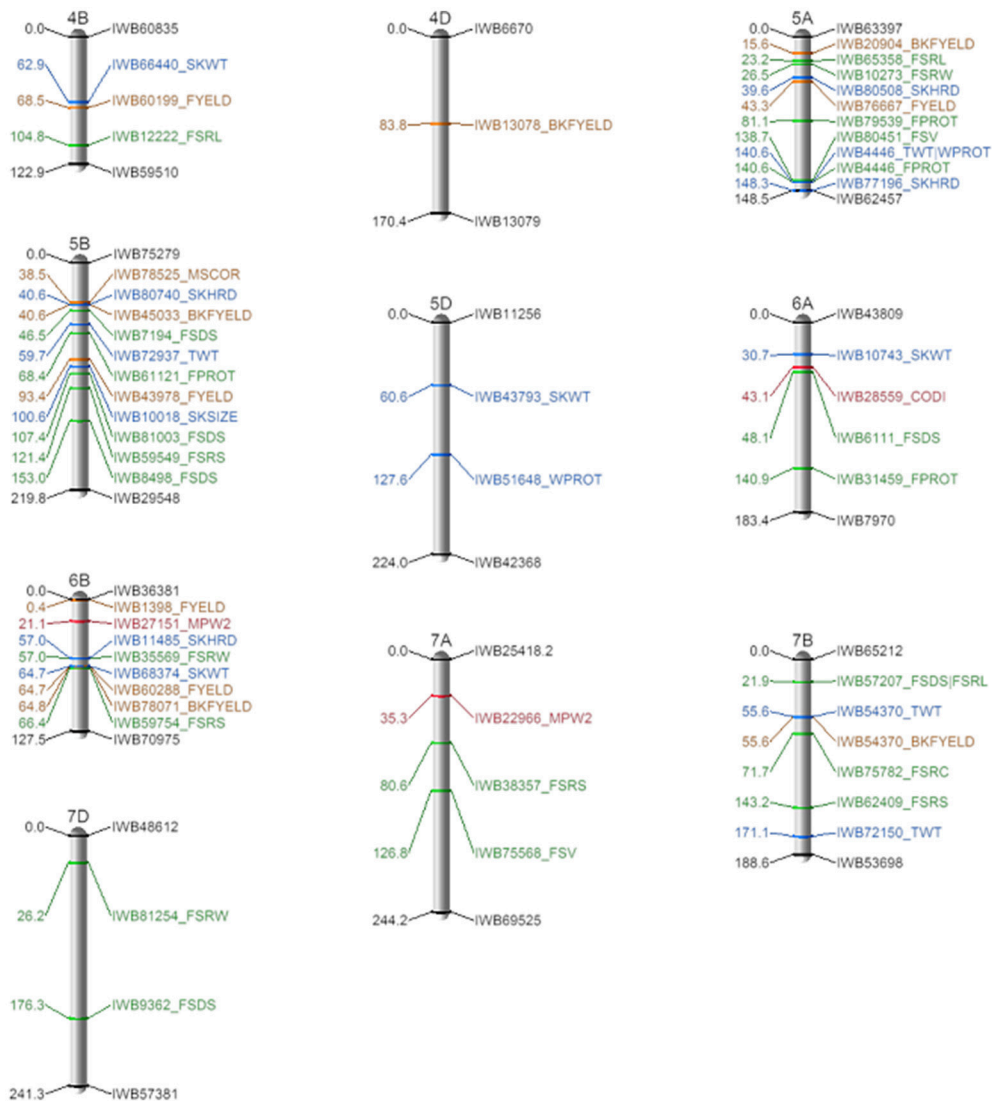 4B
0.0 IWB60835
62.9 IWB66440_SKWT
68.5 IWB60199_FYELD
104.8 IWB12222_FSRL
122.9 IWB59510
4D
0.0 IWB6670
83.8 IWB13078_BKFYELD
170.4 IWB13079
5A
0.0 IWB63397
15.6 IWB20904_BKFYELD
23.2 IWB65358_FSRL
26.5 IWB10273_FSRW
39.6 IWB80508_SKHRD
43.3 IWB76667_FYELD
81.1 IWB79539_FPROT
138.7 IWB80451_FSV
140.6 IWB4446_TWT|WPROT
140.6 IWB4446_FPROT
148.3 IWB77196_SKHRD
148.5 IWB62457
5B
0.0 IWB75279
38.5 IWB78525_MSCOR
40.6 IWB80740_SKHRD
40.6 IWB45033_BKFYELD
46.5 IWB7194_FSDS
59.7 IWB72937_TWT
68.4 IWB61121_FPROT
93.4 IWB43978_FYELD
100.6 IWB10018_SKSIZE
107.4 IWB81003_FSDS
121.4 IWB59549_FSRS
153.0 IWB8498_FSDS
219.8 IWB29548
5D
0.0 IWB11256
60.6 IWB43793_SKWT
127.6 IWB51648_WPROT
224.0 IWB42368
6A
0.0 IWB43809
30.7 IWB10743_SKWT
43.1 IWB28559_CODI
48.1 IWB6111_FSDS
140.9 IWB31459_FPROT
183.4 IWB7970
6B
0.0 IWB36381
0.4 IWB1398_FYELD
21.1 IWB27151_MPW2
57.0 IWB11485_SKHRD
57.0 IWB35569_FSRW
64.7 IWB68374_SKWT
64.7 IWB60288_FYELD
64.8 IWB78071_BKFYELD
66.4 IWB59754_FSRS
127.5 IWB70975
7A
0.0 IWB25418.2
35.3 IWB22966_MPW2
80.6 IWB38357_FSRS
126.8 IWB75568_FSV
244.2 IWB69525
7B
0.0 IWB65212
21.9 IWB57207_FSDS|FSRL
55.6 IWB54370_TWT
55.6 IWB54370_BKFYELD
71.7 IWB75782_FSRC
143.2 IWB62409_FSRS
171.1 IWB72150_TWT
188.6 IWB53698
7D
0.0 IWB48612
26.2 IWB81254_FSRW
176.3 IWB9362_FSDS
241.3 IWB57381